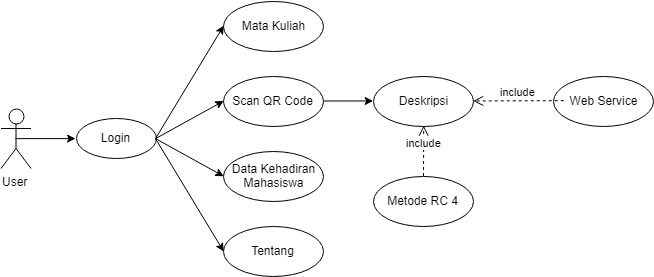 Mata Kuliah
Scan QR Code
Deskripsi
include
Web Service
Login
include
User
Data Kehadiran
Mahasiswa
Metode RC 4
Tentang